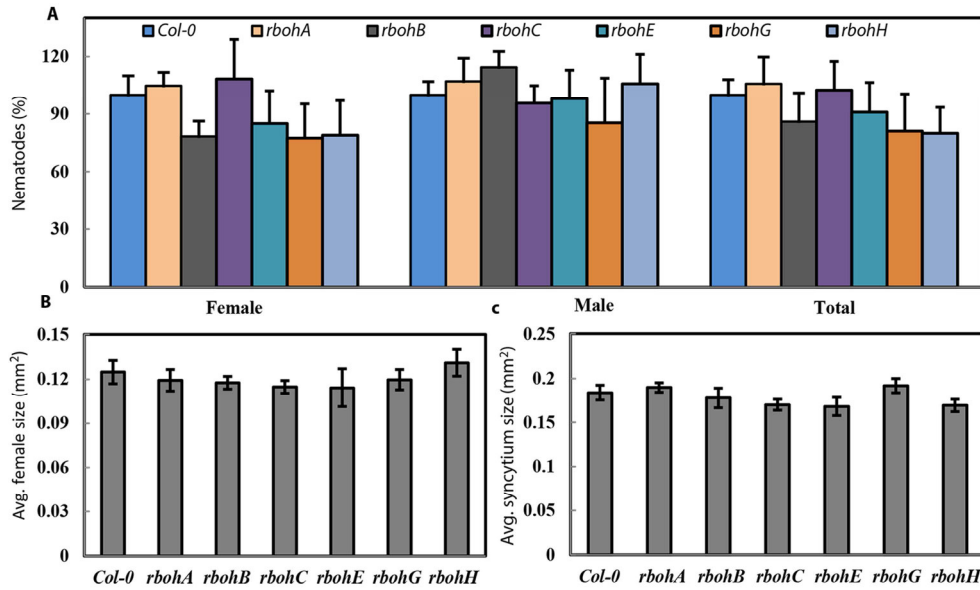 A
Col-0 rbohA rbohB rbohC rbohE rbohG rbohH
Nematodes (%)
120
90
60
30
0
Female Male Total
B
Avg. female size (mm²)
0.15
0.12
0.09
0.06
0.03
0
Col-0 rbohA rbohB rbohC rbohE rbohG rbohH
c
Avg. syncytium size (mm²)
0.25
0.2
0.15
0.1
0.05
0
Col-0 rbohA rbohB rbohC rbohE rbohG rbohH